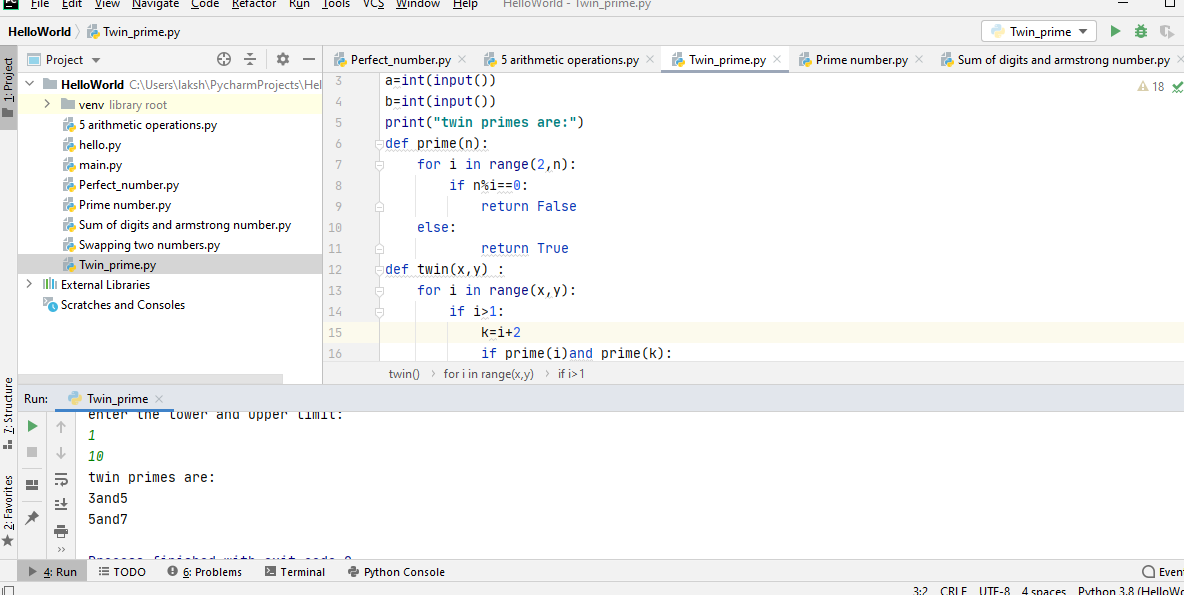 File Edit View Navigate Code Refactor Run Tools VCS Window Help HelloWorld - Twin_prime.py
HelloWorld Twin_prime.py Twin_prime
Project Perfect_number.py 5 arithmetic operations.py Twin_prime.py Prime number.py Sum of digits and armstrong number.py
1: Project
HelloWorld C:\Users\laksh\PycharmProjects\Hel
venv library root
5 arithmetic operations.py
hello.py
main.py
Perfect_number.py
Prime number.py
Sum of digits and armstrong number.py
Swapping two numbers.py
Twin_prime.py
External Libraries
Scratches and Consoles
18
3 a=int(input())
4 b=int(input())
5 print("twin primes are:")
6 def prime(n):
7 for i in range(2,n):
8 if n%i==0:
9 return False
10 else:
11 return True
12 def twin(x,y) :
13 for i in range(x,y):
14 if i>1:
15 k=i+2
16 if prime(i)and prime(k):
twin() for i in range(x,y) if i>1
7: Structure
2: Favorites
Run: Twin_prime
enter the lower and upper limit:
1
10
twin primes are:
3and5
5and7
Process finished with exit code 0
4: Run TODO 6: Problems Terminal Python Console Event
3:2 CRLF UTF-8 4 spaces Python 3.8 (HelloWo